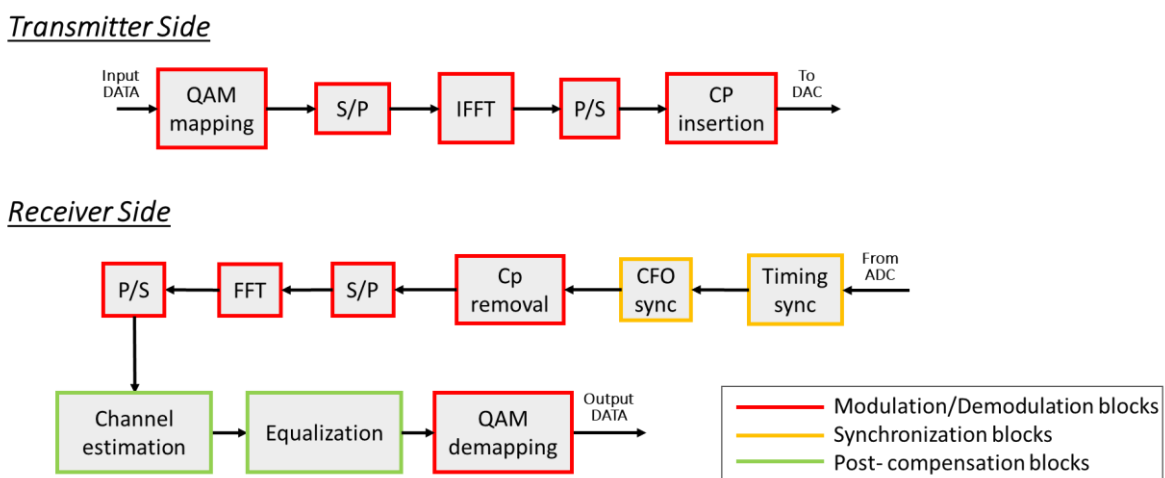 Transmitter Side
Input
DATA
QAM
mapping
S/P
IFFT
P/S
CP
insertion
To
DAC
Receiver Side
P/S
FFT
S/P
Cp
removal
CFO
sync
Timing
sync
From
ADC
Channel
estimation
Equalization
QAM
demapping
Output
DATA
Modulation/Demodulation blocks
Synchronization blocks
Post- compensation blocks